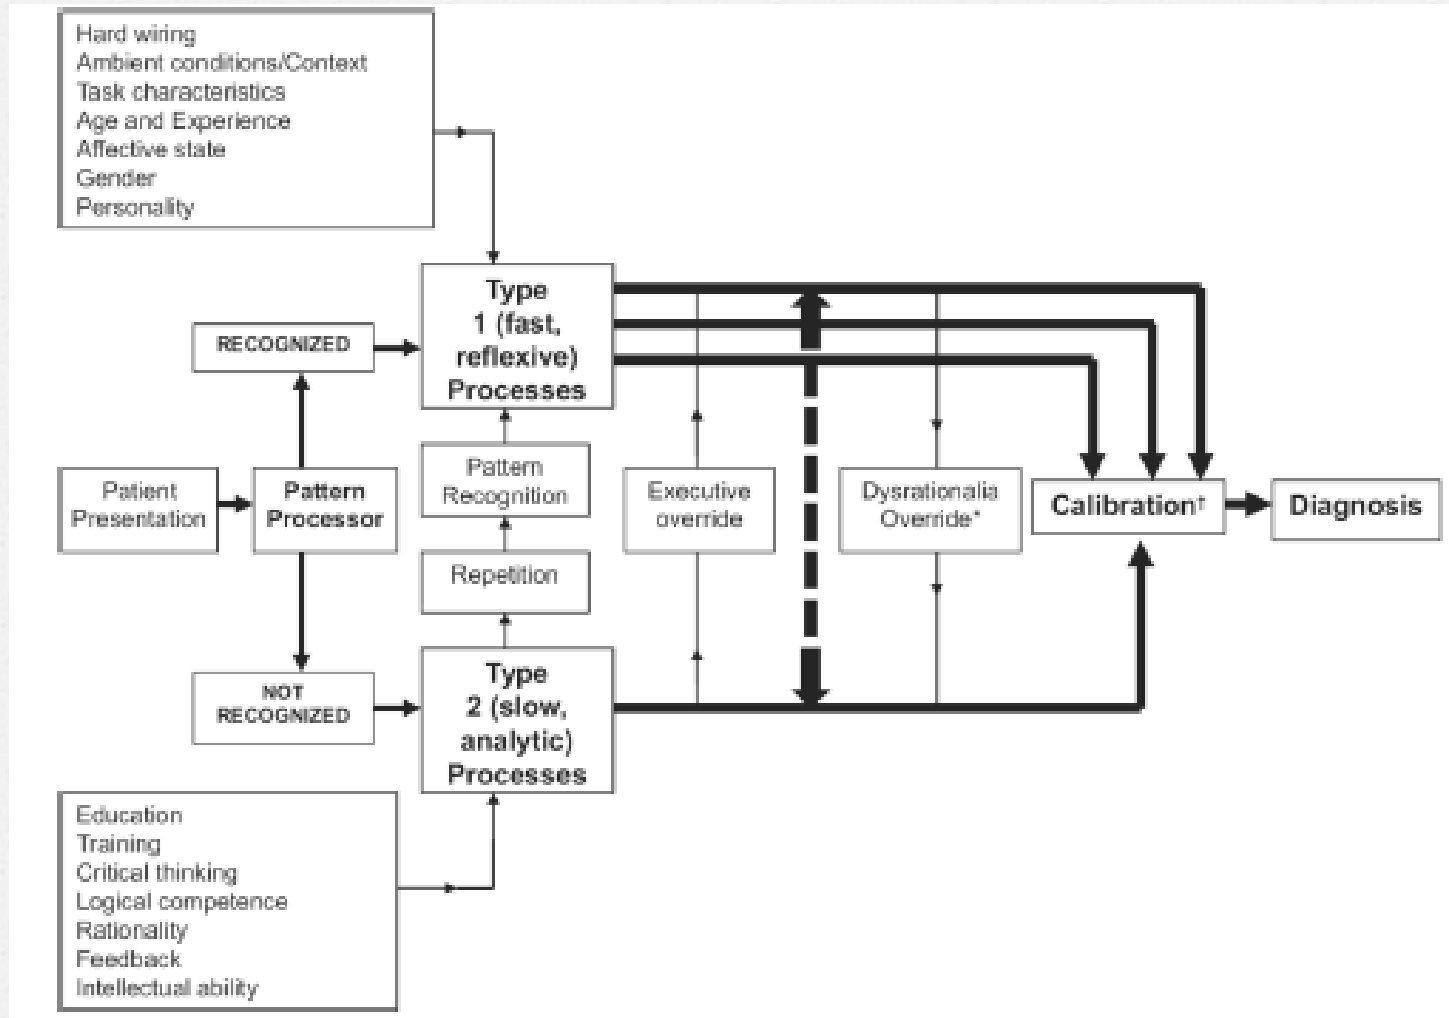 Hard wiring
Ambient conditions/Context
Task characteristics
Age and Experience
Affective state
Gender
Personality
Type
1 (fast,
reflexive)
Processes
RECOGNIZED
Patient
Presentation
Pattern
Processor
Pattern
Recognition
Repetition
Executive
override
Dysrationalia
Override*
Calibration†
Diagnosis
NOT
RECOGNIZED
Type
2 (slow,
analytic)
Processes
Education
Training
Critical thinking
Logical competence
Rationality
Feedback
Intellectual ability